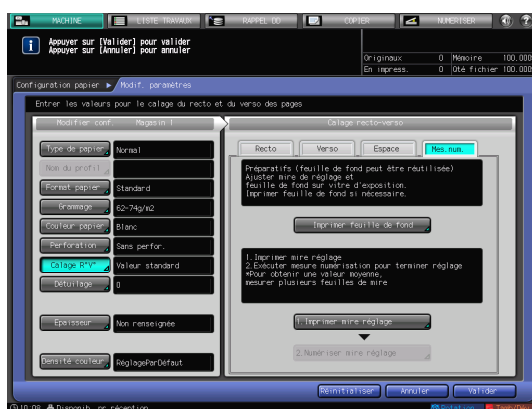 MACHINE
LISTE TRAVAUX
RAPPEL DD
COPIER
NUMERISER
Appuyer sur [Valider] pour valider
Appuyer sur [Annuler] pour annuler
Originaux 0 Mémoire 100.000
En impress. 0 Qté fichier 100.000
Configuration papier ▶ Modif. paramètres
Entrer les valeurs pour le calage du recto et du verso des pages
Modifier conf. Magasin 1
Calage recto-verso
Type de papier Normal
Nom du profil
Format papier Standard
Grammage 62-74g/m2
Couleur papier Blanc
Perforation Sans perfor.
Calage R°V° Valeur standard
Détuilage 0
Epaisseur Non renseignée
Densité couleur RéglageParDéfaut
Recto
Verso
Espace
Mes.num.
Préparatifs (feuille de fond peut être réutilisée)
Ajuster mire de réglage et
feuille de fond sur vitre d'exposition.
Imprimer feuille de fond si nécessaire.
Imprimer feuille de fond
1.Imprimer mire réglage
2.Exécuter mesure numérisation pour terminer réglage
*Pour obtenir une valeur moyenne,
mesurer plusieurs feuilles de mire
1.Imprimer mire réglage
2.Numériser mire réglage
Réinitialiser
Annuler
Valider